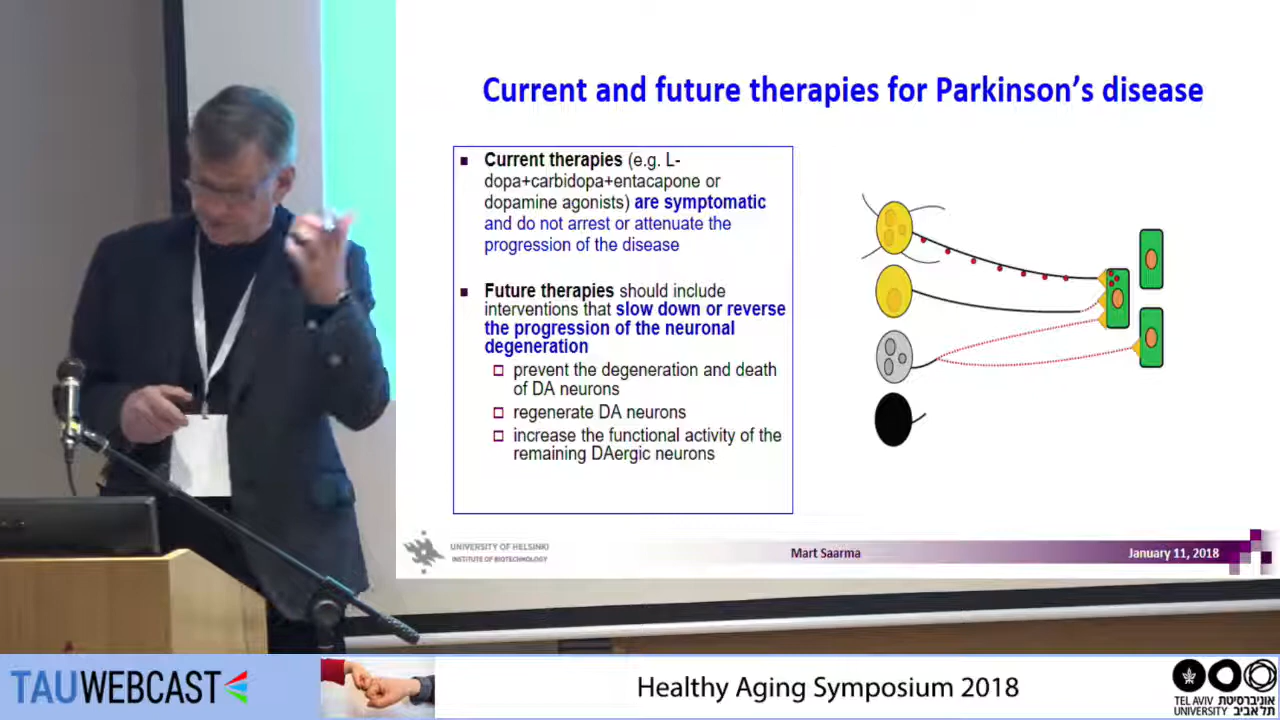 Current and future therapies for Parkinson's disease
■ Current therapies (e.g. L-
dopa+carbidopa+entacapone or
dopamine agonists) are symptomatic
and do not arrest or attenuate the
progression of the disease
■ Future therapies should include
interventions that slow down or reverse
the progression of the neuronal
degeneration
□ prevent the degeneration and death
of DA neurons
□ regenerate DA neurons
□ increase the functional activity of the
remaining DAergic neurons
UNIVERSITY OF HELSINKI
INSTITUTE OF BIOTECHNOLOGY
Mart Saarma
January 11, 2018
TAUWEBCAST
Healthy Aging Symposium 2018
TEL AVIV אוניברסיטת
UNIVERSITY תל אביב